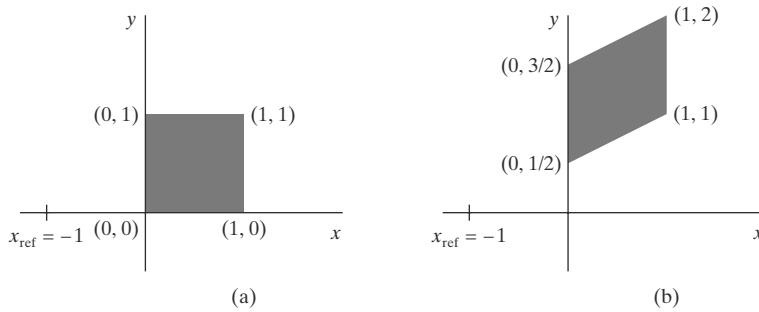 y
(0, 1)
(1, 1)
(0, 0)
(1, 0)
x
x_ref = −1
(a)
y
(1, 2)
(0, 3/2)
(1, 1)
(0, 1/2)
x
x_ref = −1
(b)